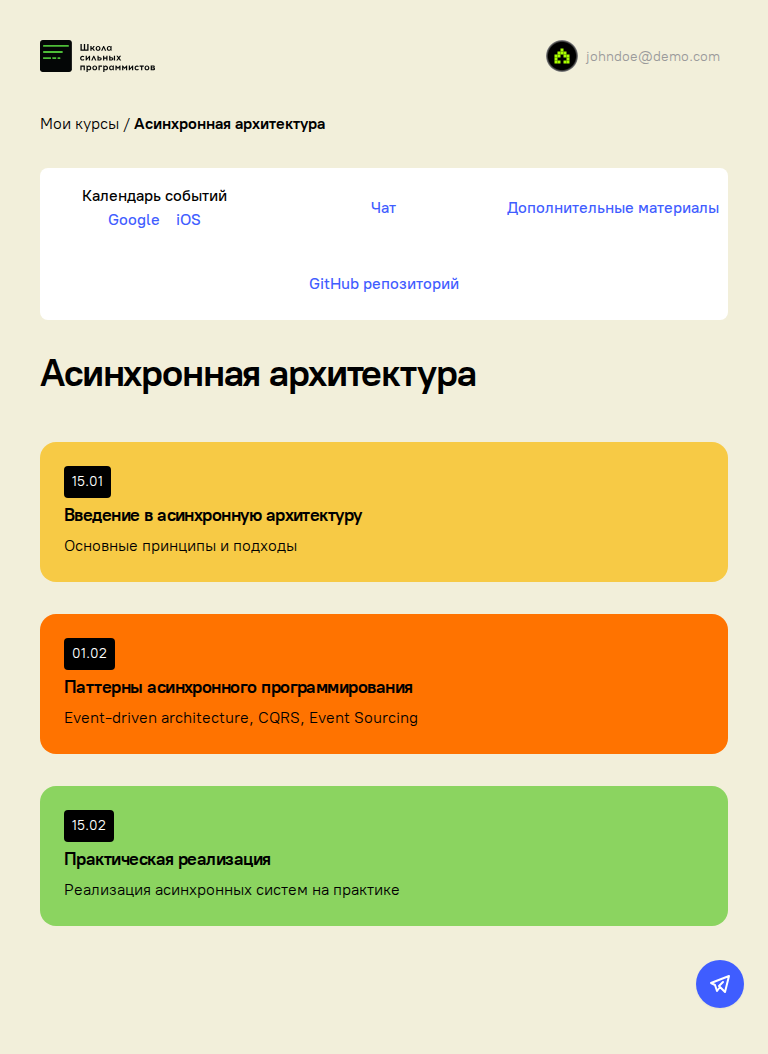 Школа
сильных
программистов
johndoe@demo.com
Мои курсы / Асинхронная архитектура
Календарь событий
Google iOS
Чат
Дополнительные материалы
GitHub репозиторий
Асинхронная архитектура
15.01
Введение в асинхронную архитектуру
Основные принципы и подходы
01.02
Паттерны асинхронного программирования
Event-driven architecture, CQRS, Event Sourcing
15.02
Практическая реализация
Реализация асинхронных систем на практике